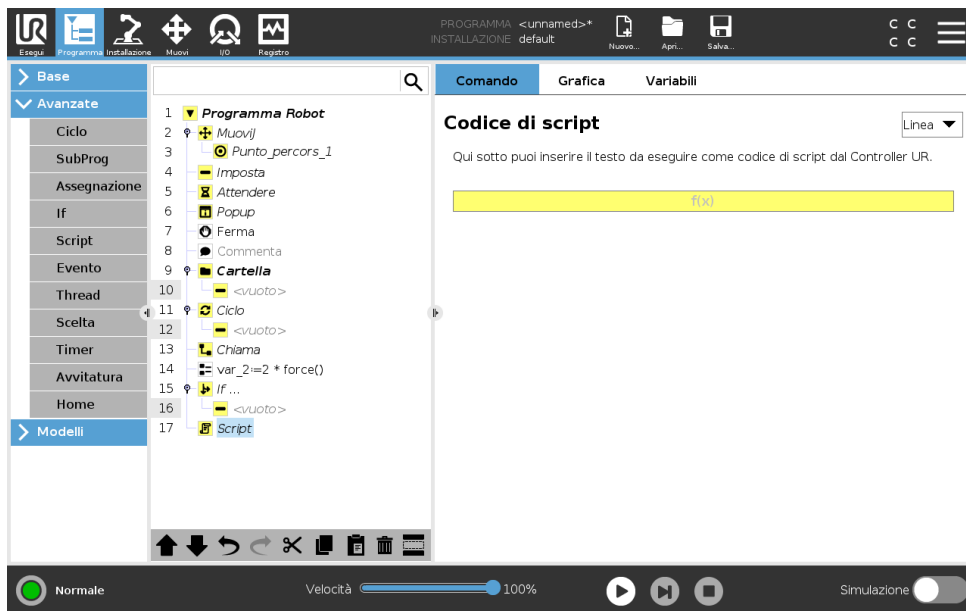 UR
Esegui
Programma
Installazione
Muovi
I/O
Registro
PROGRAMMA <unnamed>*
INSTALLAZIONE default
Nuovo...
Apri...
Salva...
C C
C C
Base
Avanzate
Ciclo
SubProg
Assegnazione
If
Script
Evento
Thread
Scelta
Timer
Avvitatura
Home
Modelli
1 Programma Robot
2 MuoviJ
3 Punto_percors_1
4 Imposta
5 Attendere
6 Popup
7 Ferma
8 Commenta
9 Cartella
10 <vuoto>
11 Ciclo
12 <vuoto>
13 Chiama
14 var_2:=2 * force()
15 If ...
16 <vuoto>
17 Script
Comando
Grafica
Variabili
Codice di script
Linea
Qui sotto puoi inserire il testo da eseguire come codice di script dal Controller UR.
f(x)
Normale
Velocità
100%
Simulazione